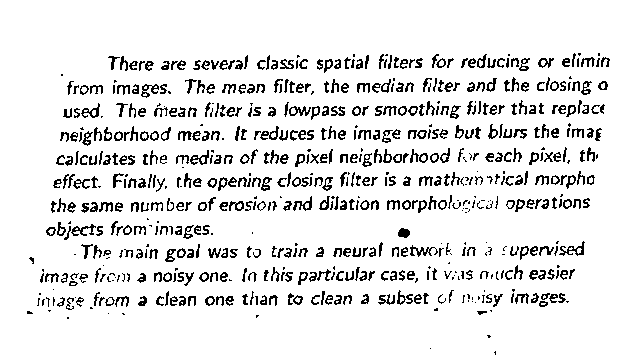 There are several classic spatial filters for reducing or elimin
from images. The mean filter, the median filter and the closing o
used. The mean filter is a lowpass or smoothing filter that replace
neighborhood mean. It reduces the image noise but blurs the imag
calculates the median of the pixel neighborhood for each pixel, th
effect. Finally, the opening closing filter is a mathematical morpho
the same number of erosion and dilation morphological operations
objects from images.
The main goal was to train a neural network in a supervised
image from a noisy one. In this particular case, it was much easier
image from a clean one than to clean a subset of noisy images.